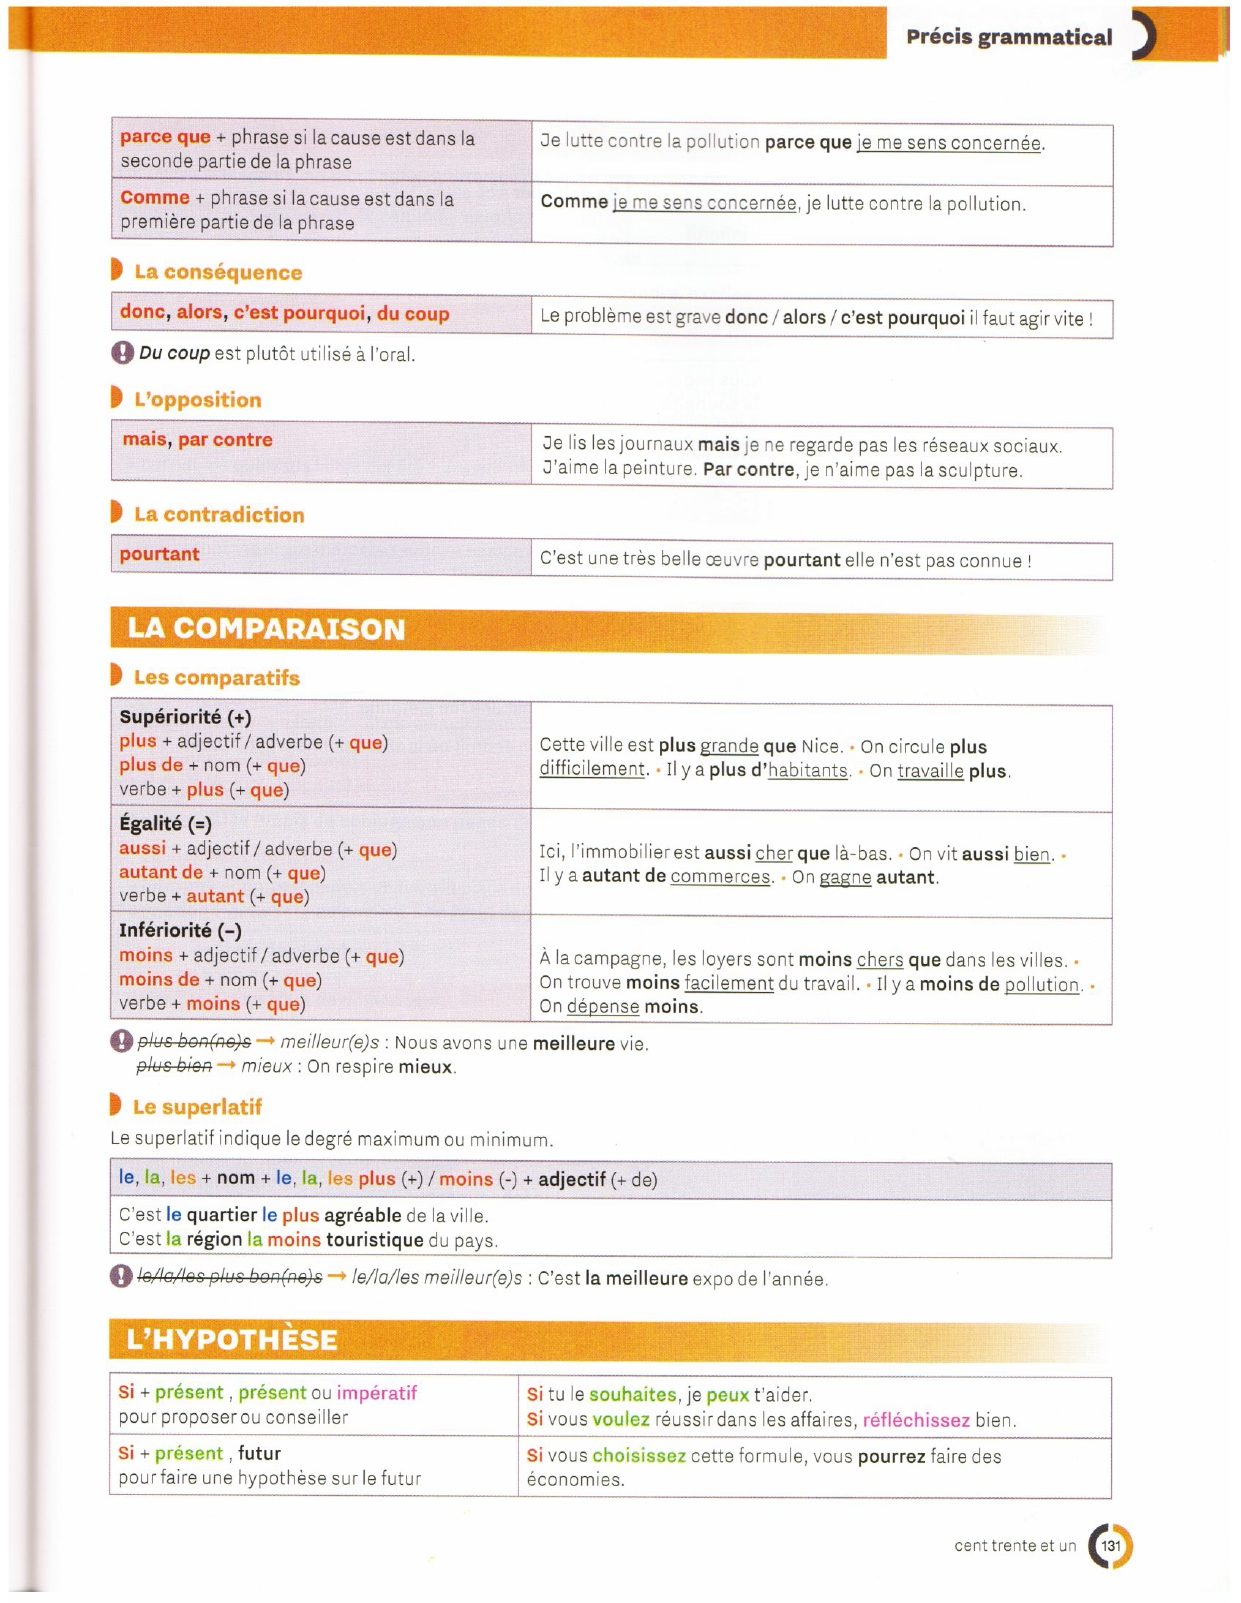 Précis grammatical
parce que + phrase si la cause est dans la
seconde partie de la phrase
Je lutte contre la pollution parce que je me sens concernée.
Comme + phrase si la cause est dans la
première partie de la phrase
Comme je me sens concernée, je lutte contre la pollution.
La conséquence
donc, alors, c'est pourquoi, du coup
Le problème est grave donc / alors / c'est pourquoi il faut agir vite !
! Du coup est plutôt utilisé à l'oral.
L'opposition
mais, par contre
Je lis les journaux mais je ne regarde pas les réseaux sociaux.
J'aime la peinture. Par contre, je n'aime pas la sculpture.
La contradiction
pourtant
C'est une très belle œuvre pourtant elle n'est pas connue !
LA COMPARAISON
Les comparatifs
Supériorité (+)
plus + adjectif / adverbe (+ que)
plus de + nom (+ que)
verbe + plus (+ que)
Cette ville est plus grande que Nice. • On circule plus
difficilement. • Il y a plus d'habitants. • On travaille plus.
Égalité (=)
aussi + adjectif / adverbe (+ que)
autant de + nom (+ que)
verbe + autant (+ que)
Ici, l'immobilier est aussi cher que là-bas. • On vit aussi bien. •
Il y a autant de commerces. • On gagne autant.
Infériorité (–)
moins + adjectif / adverbe (+ que)
moins de + nom (+ que)
verbe + moins (+ que)
À la campagne, les loyers sont moins chers que dans les villes. •
On trouve moins facilement du travail. • Il y a moins de pollution. •
On dépense moins.
! plus bon(ne)s → meilleur(e)s : Nous avons une meilleure vie.
plus bien → mieux : On respire mieux.
Le superlatif
Le superlatif indique le degré maximum ou minimum.
le, la, les + nom + le, la, les plus (+) / moins (-) + adjectif (+ de)
C'est le quartier le plus agréable de la ville.
C'est la région la moins touristique du pays.
! le/la/les plus bon(ne)s → le/la/les meilleur(e)s : C'est la meilleure expo de l'année.
L'HYPOTHÈSE
Si + présent , présent ou impératif
pour proposer ou conseiller
Si tu le souhaites, je peux t'aider.
Si vous voulez réussir dans les affaires, réfléchissez bien.
Si + présent , futur
pour faire une hypothèse sur le futur
Si vous choisissez cette formule, vous pourrez faire des
économies.
cent trente et un 131